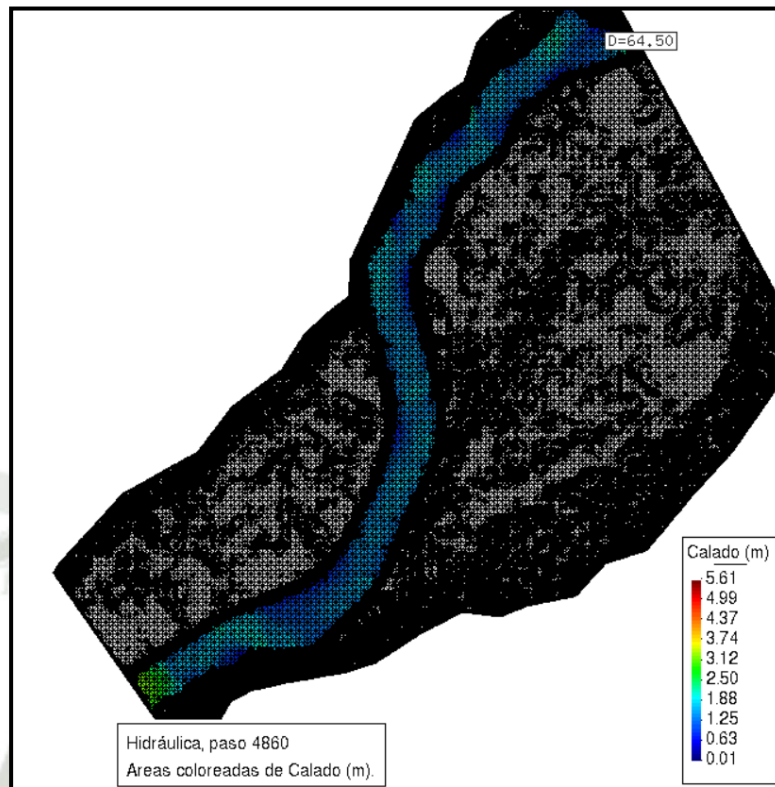 D=64.50
Calado (m)
5.61
4.99
4.37
3.74
3.12
2.50
1.88
1.25
0.63
0.01
Hidráulica, paso 4860
Areas coloreadas de Calado (m).